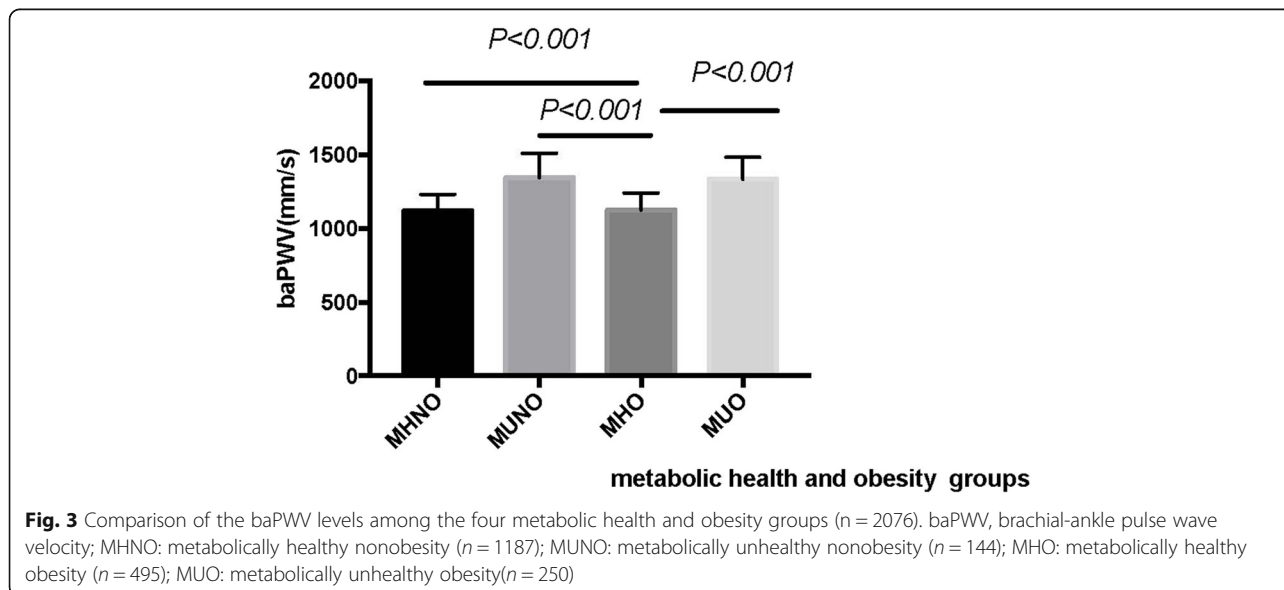 P<0.001
P<0.001
P<0.001
2000
1500
1000
500
0
baPWV(mm/s)
MHNO
MUNO
MHO
MUO
metabolic health and obesity groups
Fig. 3 Comparison of the baPWV levels among the four metabolic health and obesity groups (n = 2076). baPWV, brachial-ankle pulse wave
velocity; MHNO: metabolically healthy nonobesity (n = 1187); MUNO: metabolically unhealthy nonobesity (n = 144); MHO: metabolically healthy
obesity (n = 495); MUO: metabolically unhealthy obesity(n = 250)